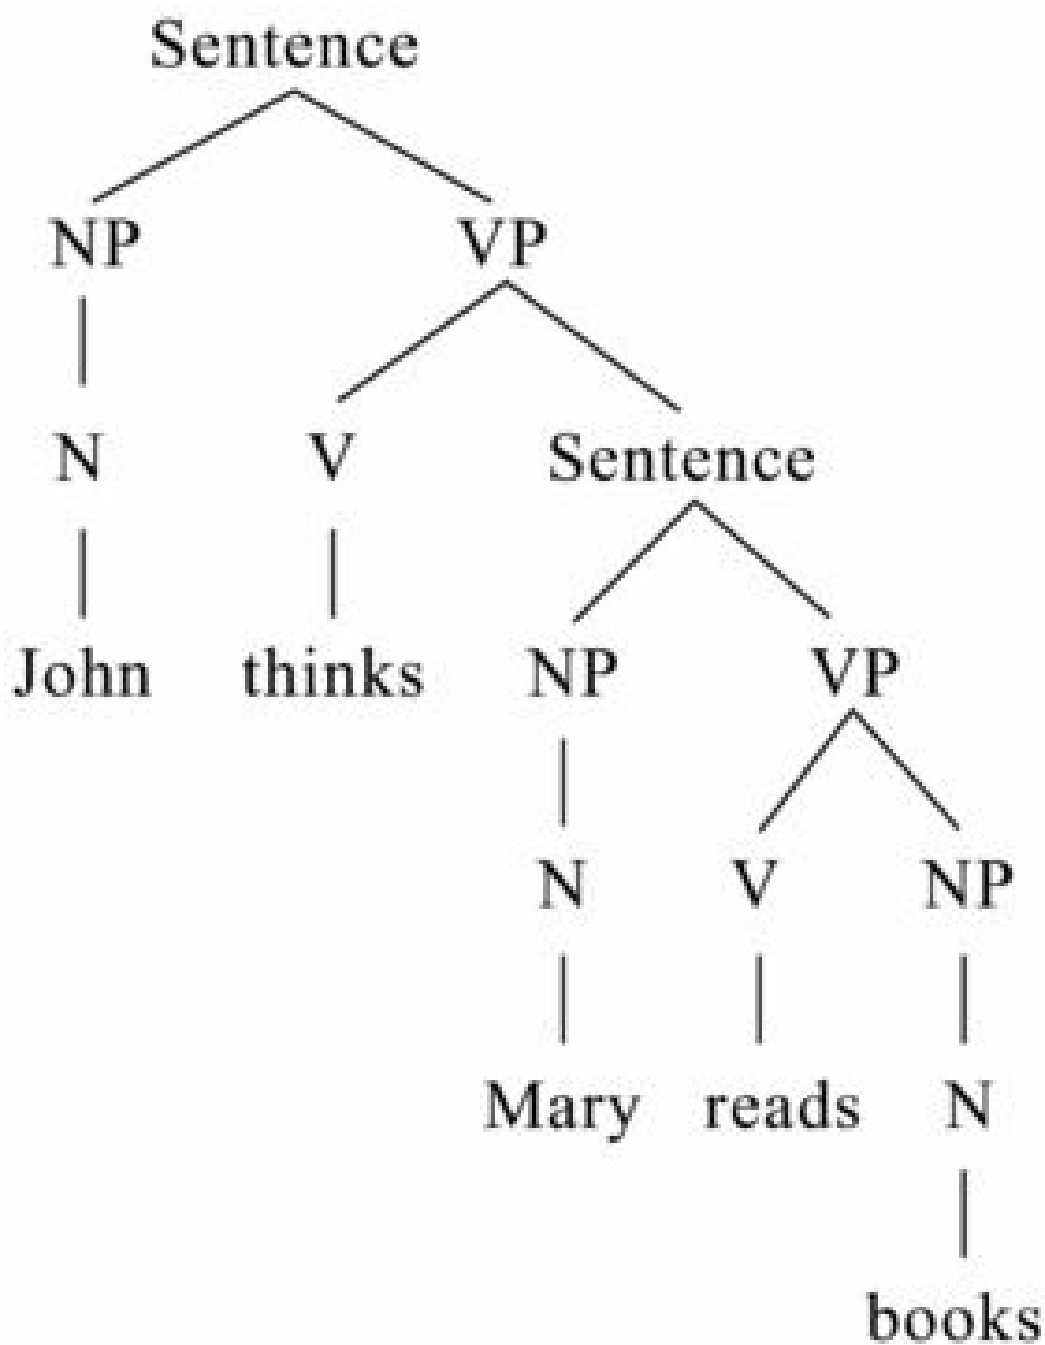 Sentence
NP VP
N V Sentence
John thinks NP VP
N V NP
Mary reads N
books